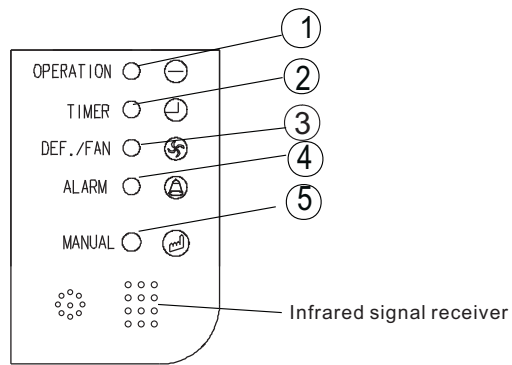 1
OPERATION
2
TIMER
3
DEF./FAN
4
ALARM
5
MANUAL
Infrared signal receiver